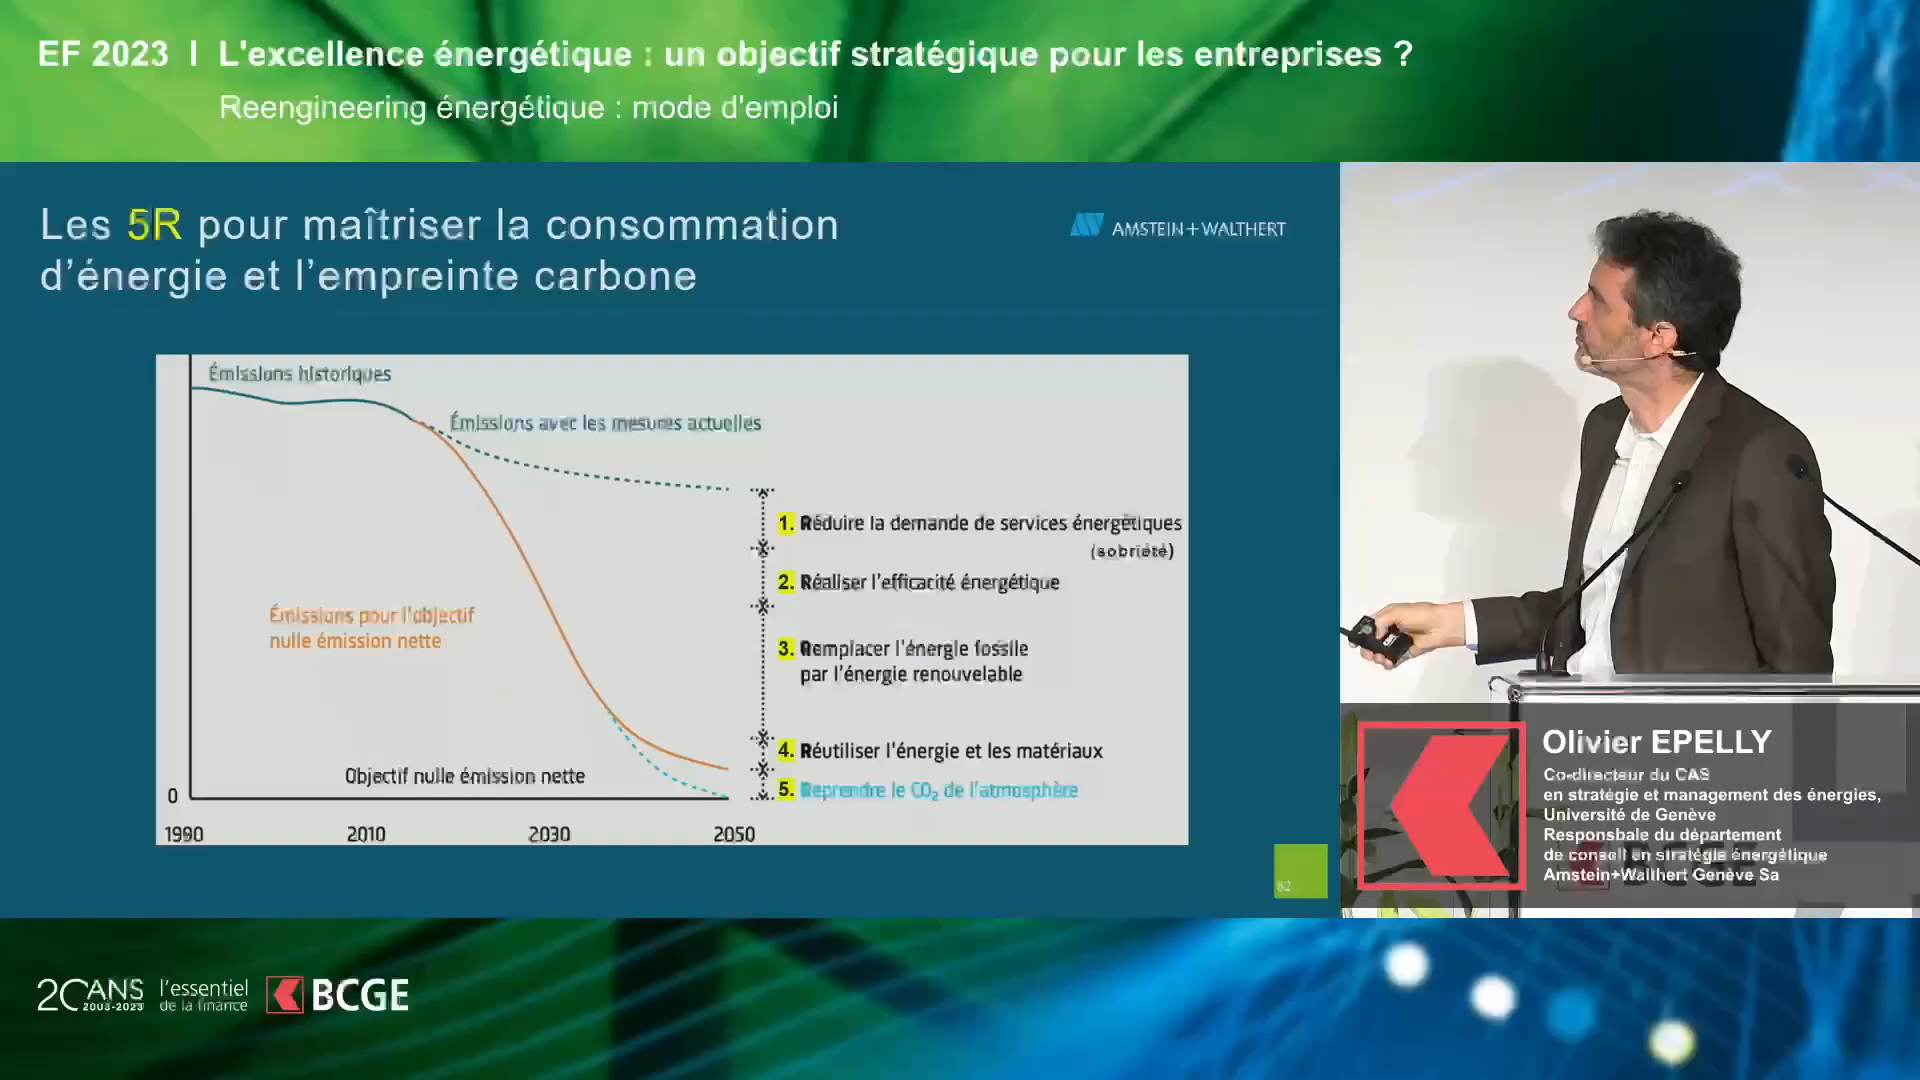 EF 2023 I L'excellence énergétique : un objectif stratégique pour les entreprises ?
Reengineering énergétique : mode d'emploi
Les 5R pour maîtriser la consommation
d'énergie et l'empreinte carbone
AMSTEIN+WALTHERT
Émissions historiques
Émissions avec les mesures actuelles
1. Réduire la demande de services énergétiques
(sobriété)
2. Réaliser l'efficacité énergétique
Émissions pour l'objectif
nulle émission nette
3. Remplacer l'énergie fossile
par l'énergie renouvelable
4. Réutiliser l'énergie et les matériaux
Objectif nulle émission nette
5. Reprendre le CO₂ de l'atmosphère
0
1990 2010 2030 2050
82
Olivier EPELLY
Co-directeur du CAS
en stratégie et management des énergies,
Université de Genève
Responsbale du département
de conseil en stratégie énergétique
Amstein+Walthert Genève Sa
BCGE
20 ANS
2003-2023
l'essentiel
de la finance
BCGE